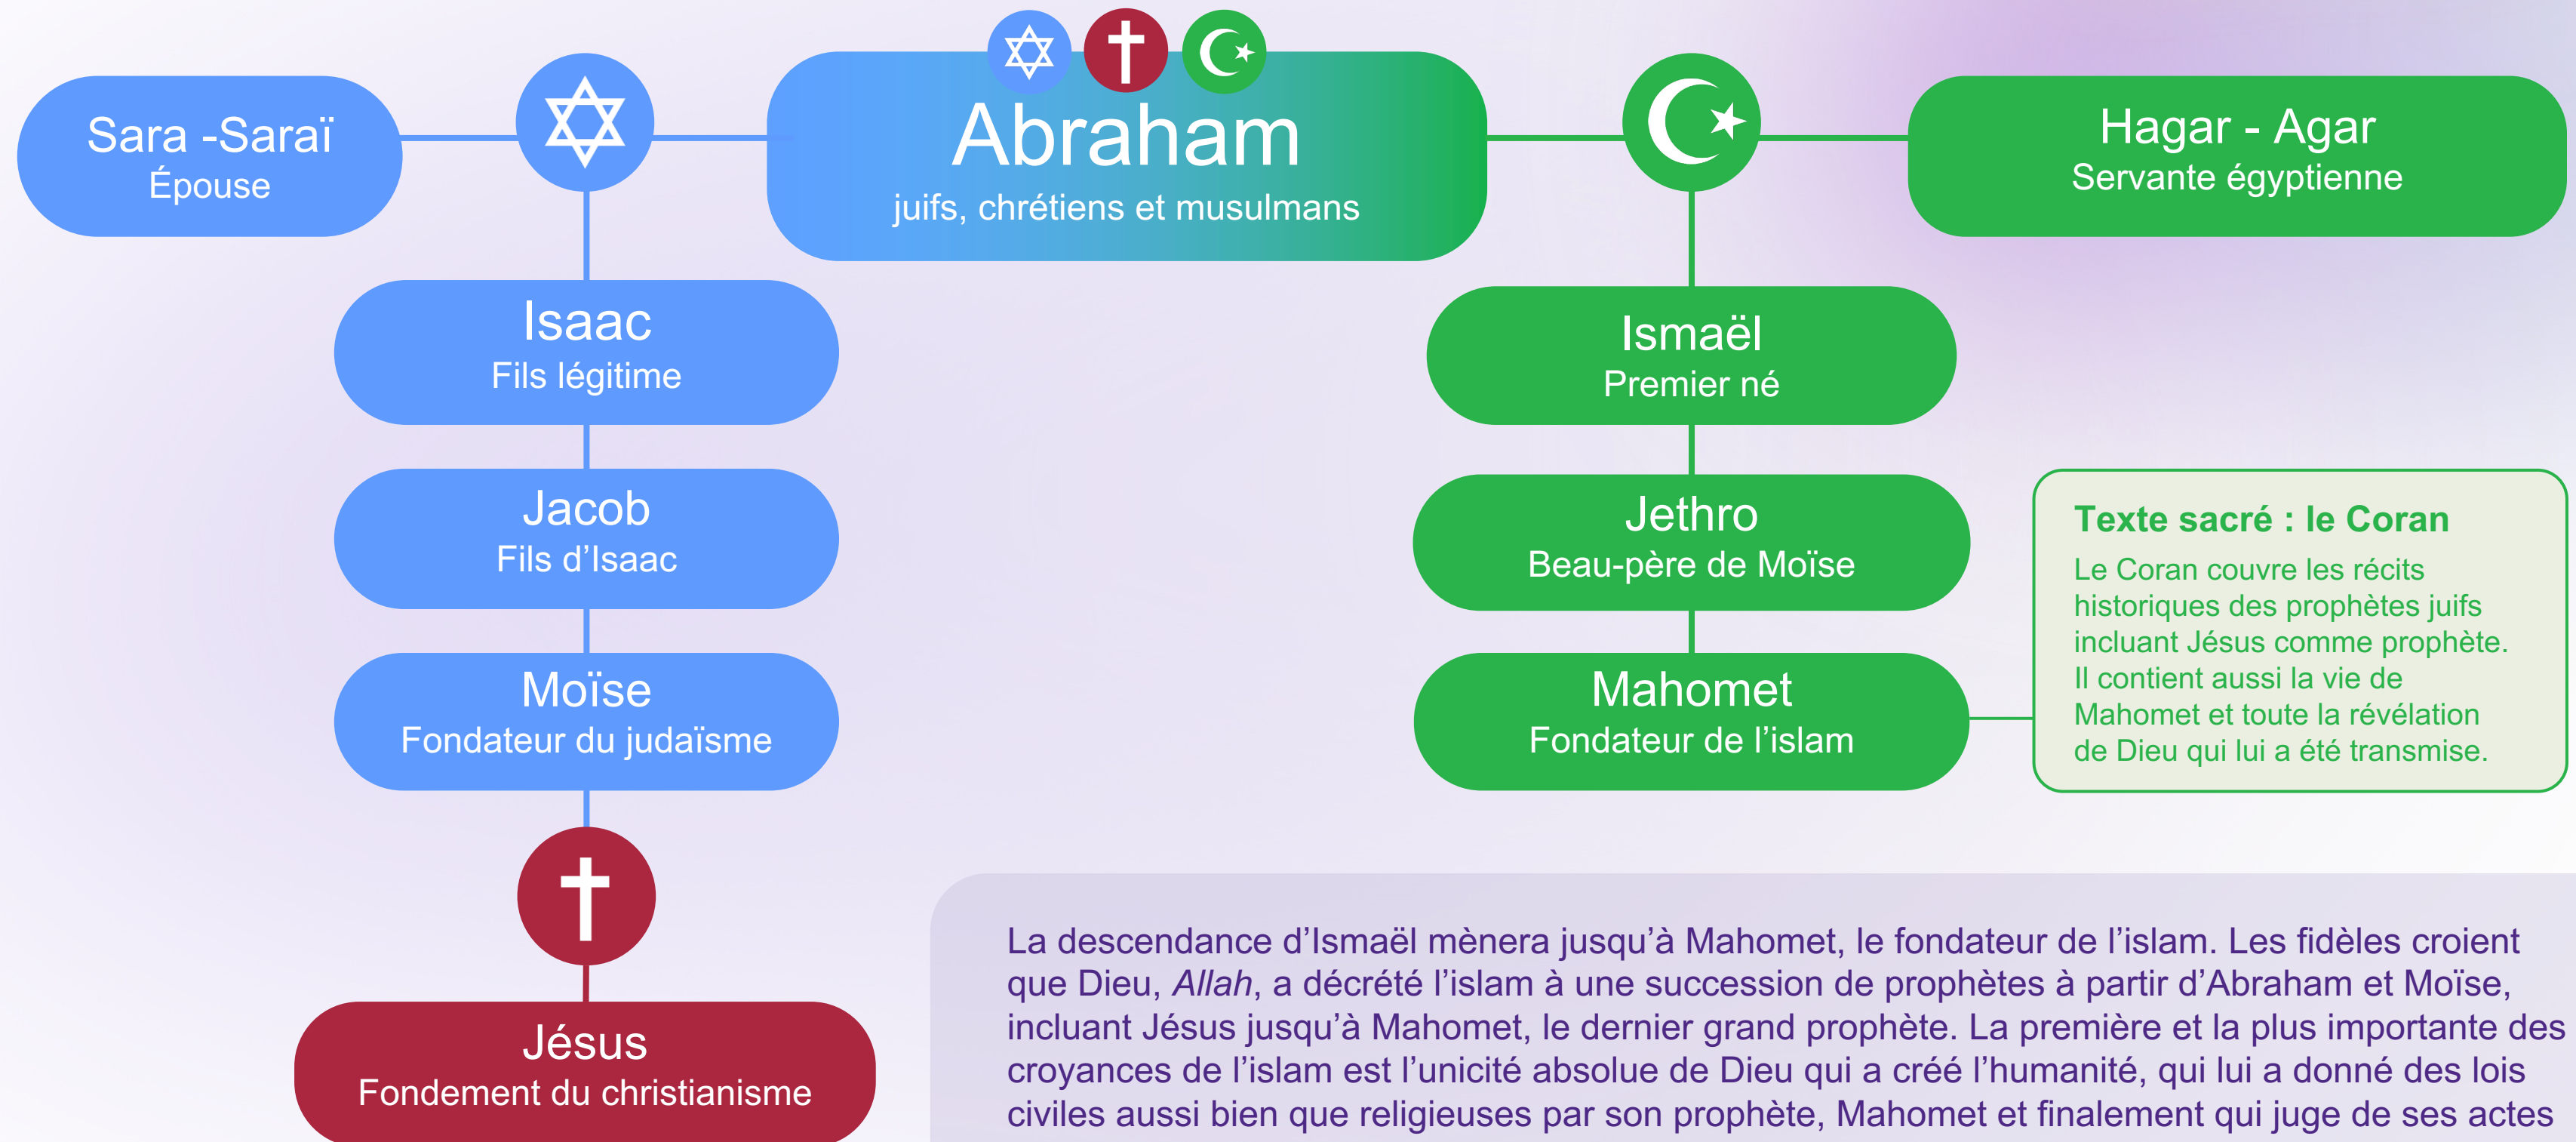 Abraham
juifs, chrétiens et musulmans
Sara -Saraï
Épouse
Hagar - Agar
Servante égyptienne
Isaac
Fils légitime
Jacob
Fils d’Isaac
Moïse
Fondateur du judaïsme
Jésus
Fondement du christianisme
Ismaël
Premier né
Jethro
Beau-père de Moïse
Mahomet
Fondateur de l’islam
Texte sacré : le Coran
Le Coran couvre les récits
historiques des prophètes juifs
incluant Jésus comme prophète.
Il contient aussi la vie de
Mahomet et toute la révélation
de Dieu qui lui a été transmise.
La descendance d’Ismaël mènera jusqu’à Mahomet, le fondateur de l’islam. Les fidèles croient
que Dieu, Allah, a décrété l’islam à une succession de prophètes à partir d’Abraham et Moïse,
incluant Jésus jusqu’à Mahomet, le dernier grand prophète. La première et la plus importante des
croyances de l’islam est l’unicité absolue de Dieu qui a créé l’humanité, qui lui a donné des lois
civiles aussi bien que religieuses par son prophète, Mahomet et finalement qui juge de ses actes